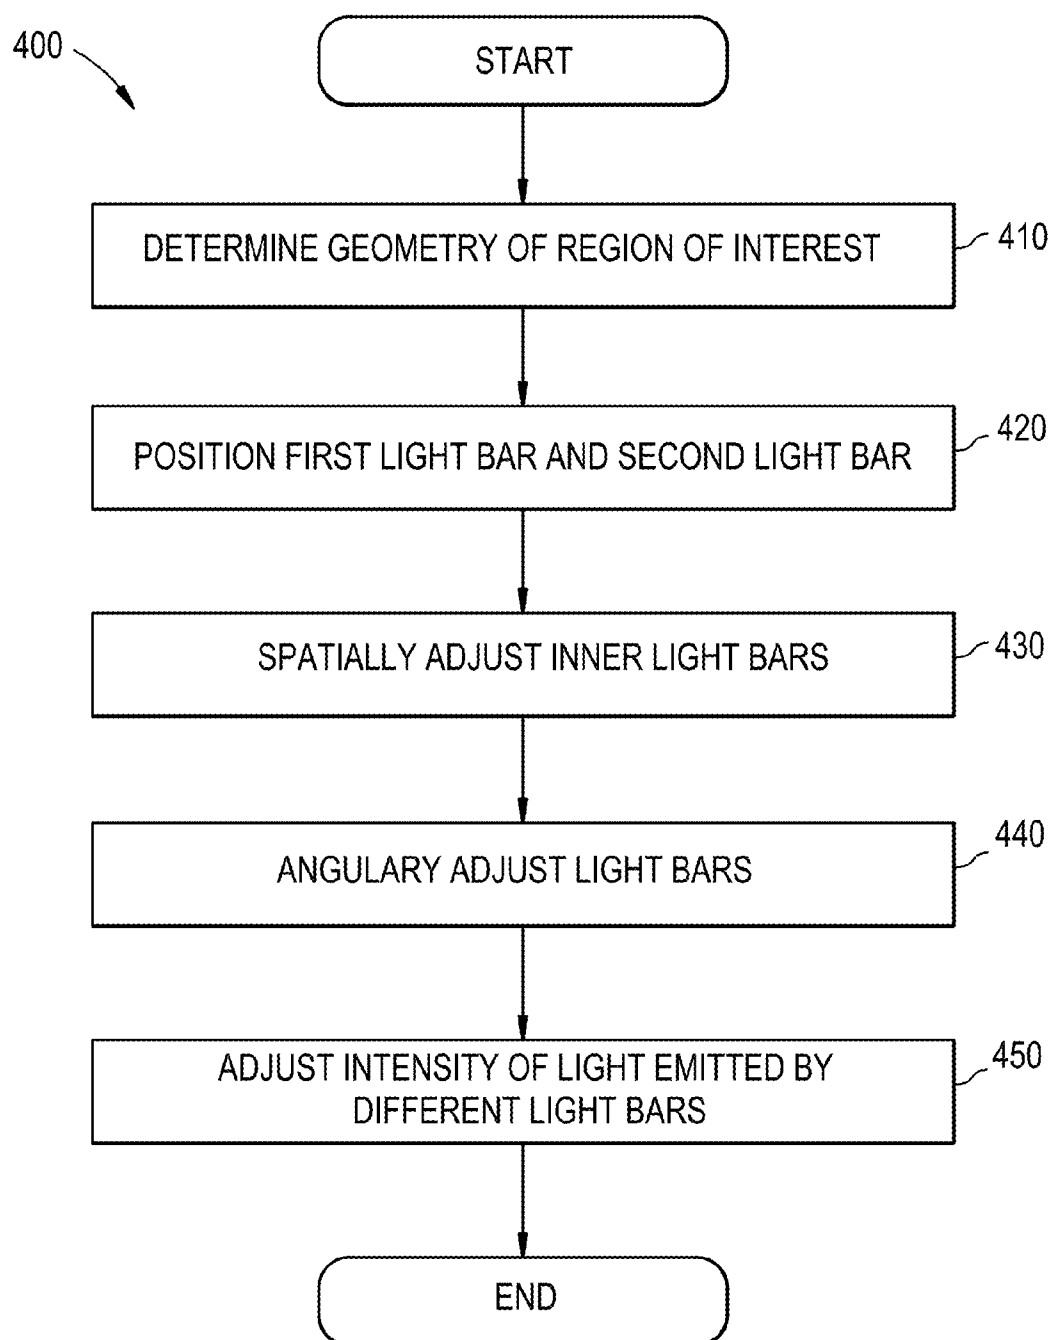 400
START
DETERMINE GEOMETRY OF REGION OF INTEREST
410
POSITION FIRST LIGHT BAR AND SECOND LIGHT BAR
420
SPATIALLY ADJUST INNER LIGHT BARS
430
ANGULARY ADJUST LIGHT BARS
440
ADJUST INTENSITY OF LIGHT EMITTED BY
DIFFERENT LIGHT BARS
450
END